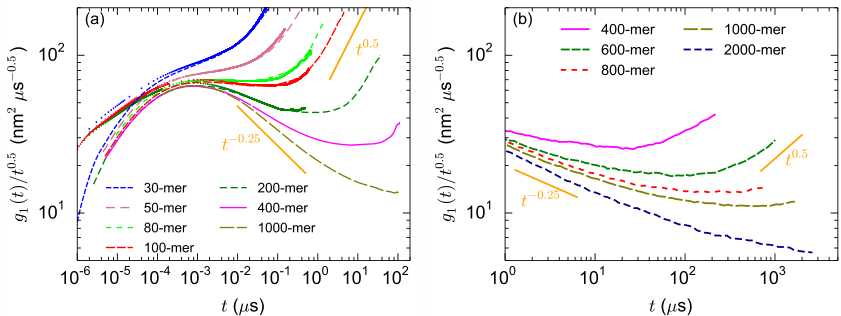 (a)
10^2
10^1
g_1(t)/t^0.5 (nm^2 μs^−0.5)
t^0.5
t^−0.25
30-mer
50-mer
80-mer
100-mer
200-mer
400-mer
1000-mer
10^−6 10^−5 10^−4 10^−3 10^−2 10^−1 10^0 10^1 10^2
t (μs)
(b)
10^2
10^1
g_1(t)/t^0.5 (nm^2 μs^−0.5)
400-mer
600-mer
800-mer
1000-mer
2000-mer
t^0.5
t^−0.25
10^0 10^1 10^2 10^3
t (μs)